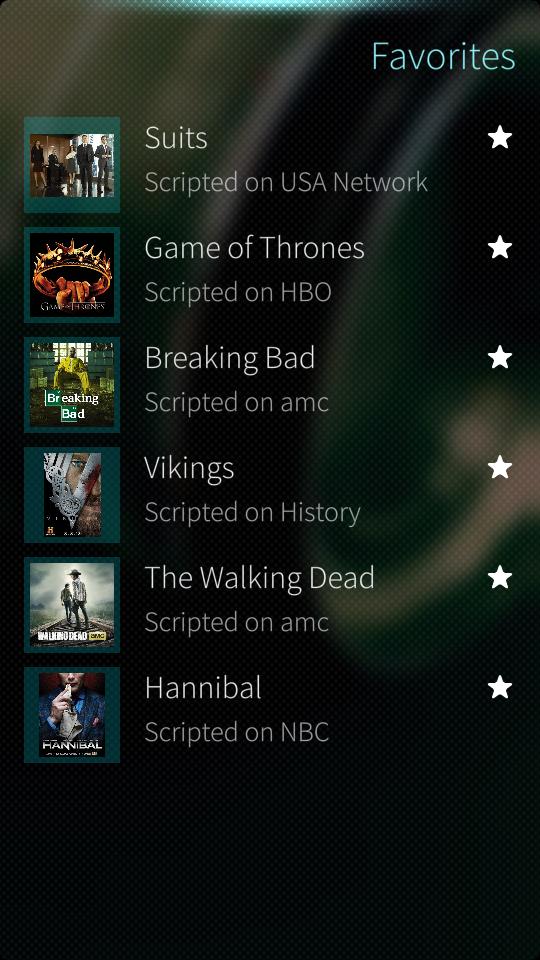 Favorites
Suits
Scripted on USA Network
Game of Thrones
Scripted on HBO
GAME OF THRONES
Breaking Bad
Scripted on amc
Breaking
Bad
Vikings
Scripted on History
The Walking Dead
Scripted on amc
WALKING DEAD amc
Hannibal
Scripted on NBC
HANNIBAL